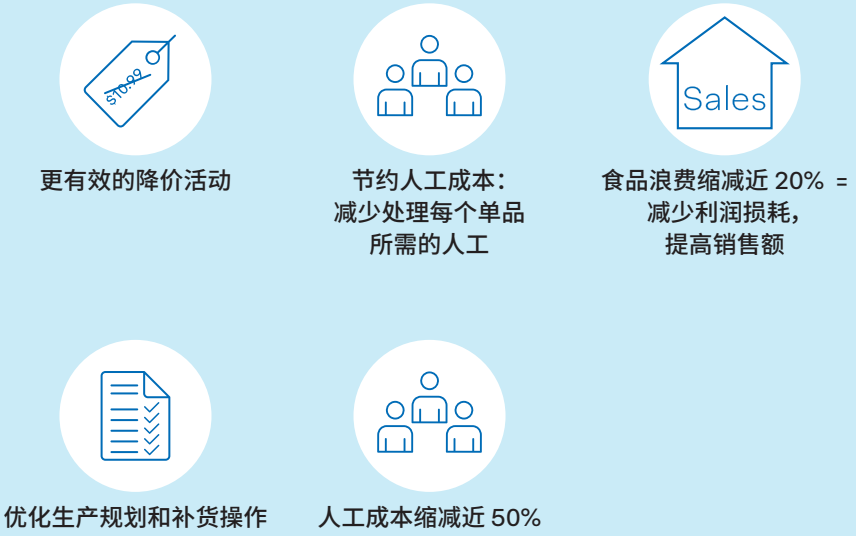 $10.99
Sales
更有效的降价活动
节约人工成本：
减少处理每个单品
所需的人工
食品浪费缩减近 20% =
减少利润损耗，
提高销售额
优化生产规划和补货操作
人工成本缩减近 50%